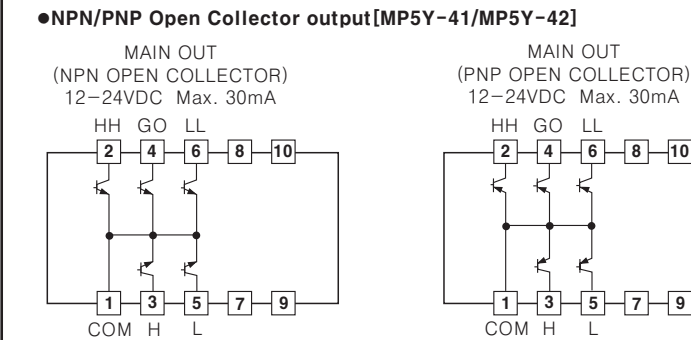 ●NPN/PNP Open Collector output[MP5Y-41/MP5Y-42]
MAIN OUT
(NPN OPEN COLLECTOR)
12-24VDC Max. 30mA
HH GO LL
2 4 6 8 10
1 3 5 7 9
COM H L
MAIN OUT
(PNP OPEN COLLECTOR)
12-24VDC Max. 30mA
HH GO LL
2 4 6 8 10
1 3 5 7 9
COM H L